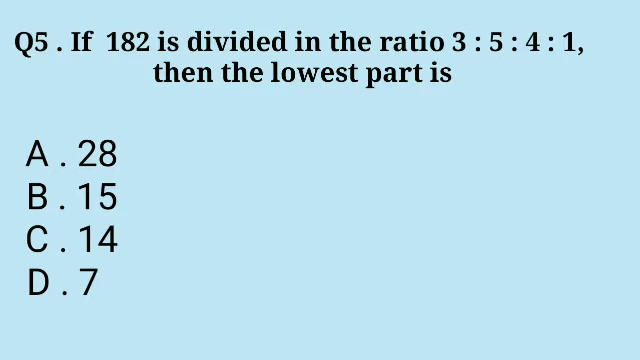 Q5 . If 182 is divided in the ratio 3 : 5 : 4 : 1,
then the lowest part is
A . 28
B . 15
C . 14
D . 7